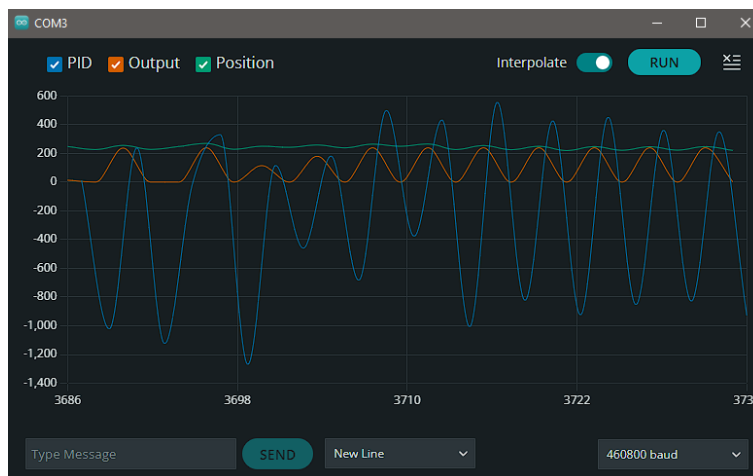 COM3
PID Output Position Interpolate RUN
600
400
200
0
-200
-400
-600
-800
-1,000
-1,200
-1,400
3686 3698 3710 3722 373
Type Message SEND New Line 460800 baud